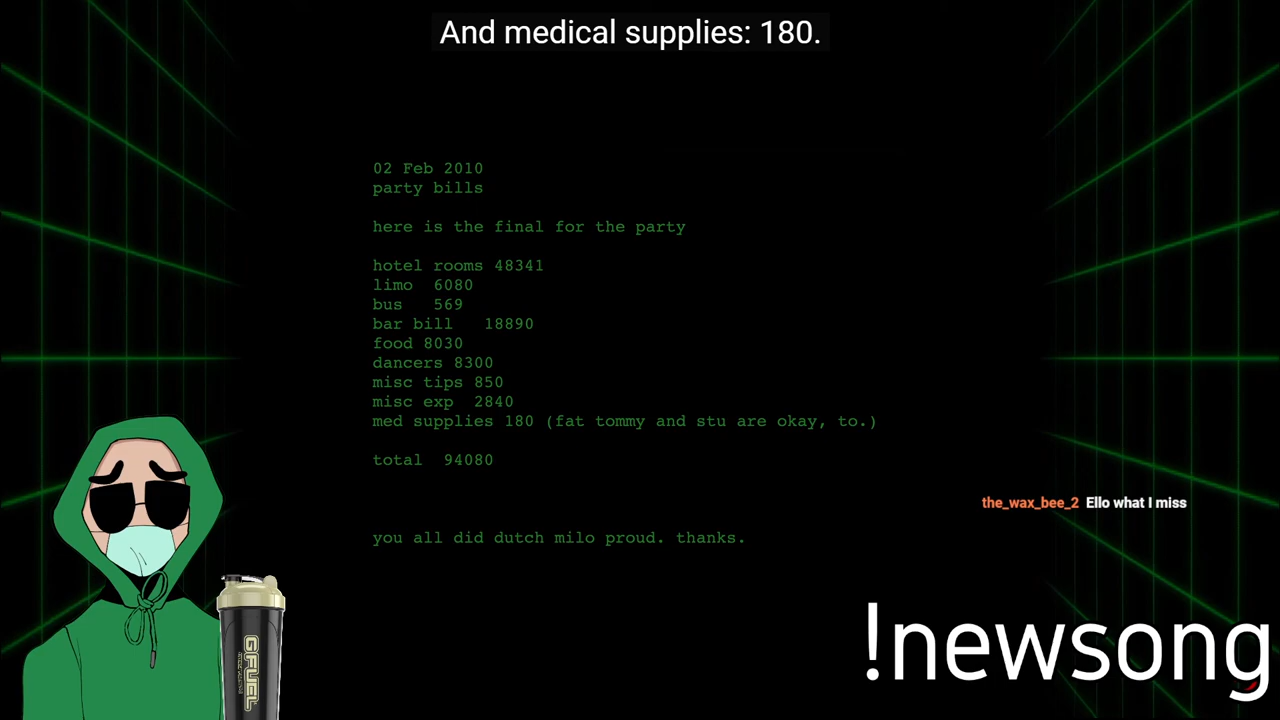 And medical supplies: 180.
02 Feb 2010
party bills
here is the final for the party
hotel rooms 48341
limo 6080
bus 569
bar bill 18890
food 8030
dancers 8300
misc tips 850
misc exp 2840
med supplies 180 (fat tommy and stu are okay, to.)
total 94080
the_wax_bee_2 Ello what I miss
you all did dutch milo proud. thanks.
!newsong
GFUEL